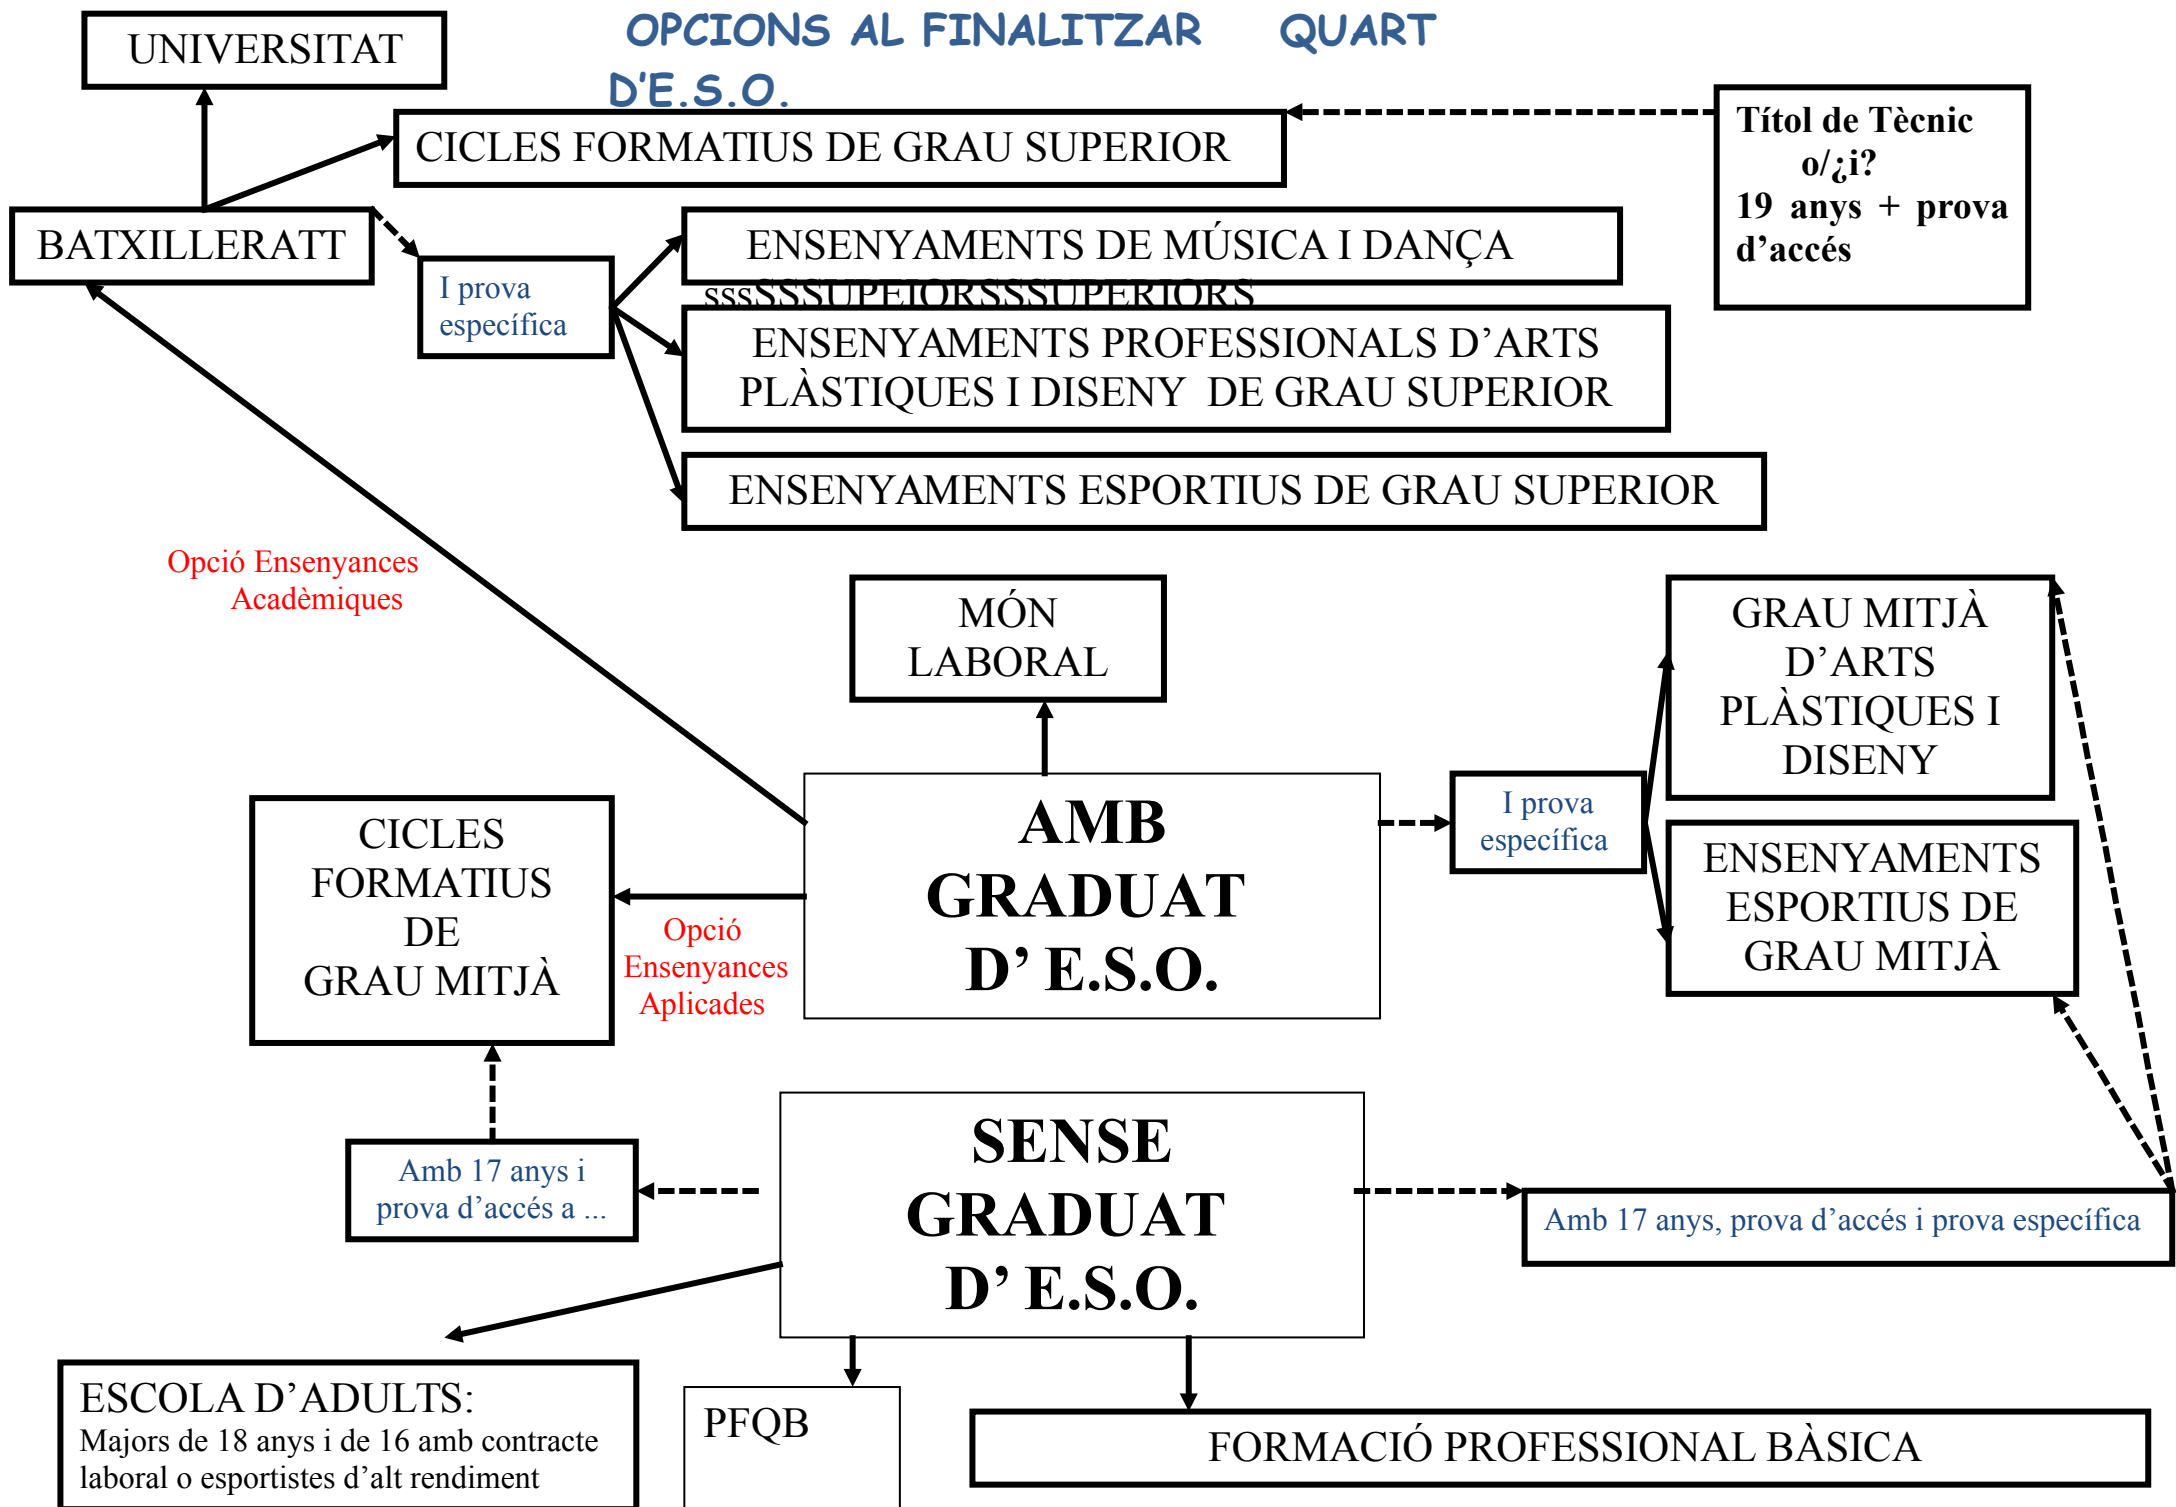 OPCIONS AL FINALITZAR QUART
D'E.S.O.
UNIVERSITAT
CICLES FORMATIUS DE GRAU SUPERIOR
Títol de Tècnic
o/¿i?
19 anys + prova
d'accés
BATXILLERATT
I prova
específica
ENSENYAMENTS DE MÚSICA I DANÇA
sssSSSUPEIORSSSUPERIORS
ENSENYAMENTS PROFESSIONALS D'ARTS
PLÀSTIQUES I DISENY DE GRAU SUPERIOR
ENSENYAMENTS ESPORTIUS DE GRAU SUPERIOR
Opció Ensenyances
Acadèmiques
MÓN
LABORAL
GRAU MITJÀ
D'ARTS
PLÀSTIQUES I
DISENY
CICLES
FORMATIUS
DE
GRAU MITJÀ
Opció
Ensenyances
Aplicades
AMB
GRADUAT
D' E.S.O.
I prova
específica
ENSENYAMENTS
ESPORTIUS DE
GRAU MITJÀ
Amb 17 anys i
prova d'accés a ...
SENSE
GRADUAT
D' E.S.O.
Amb 17 anys, prova d'accés i prova específica
ESCOLA D'ADULTS:
Majors de 18 anys i de 16 amb contracte
laboral o esportistes d'alt rendiment
PFQB
FORMACIÓ PROFESSIONAL BÀSICA